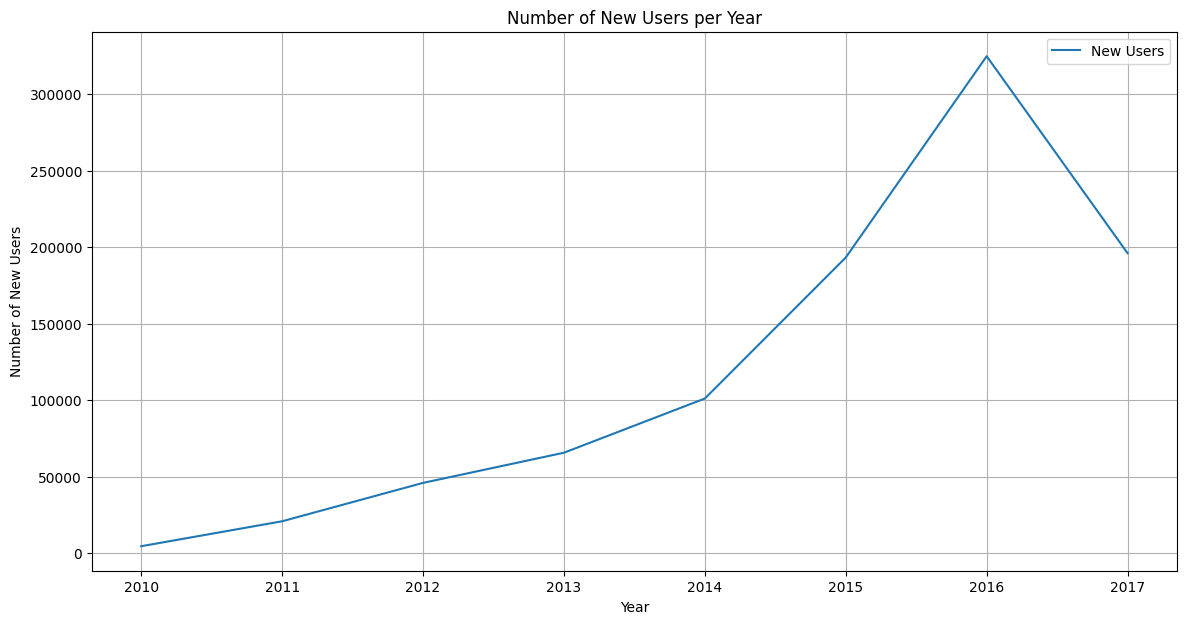 Number of New Users per Year
New Users
Number of New Users
300000
250000
200000
150000
100000
50000
0
2010 2011 2012 2013 2014 2015 2016 2017
Year